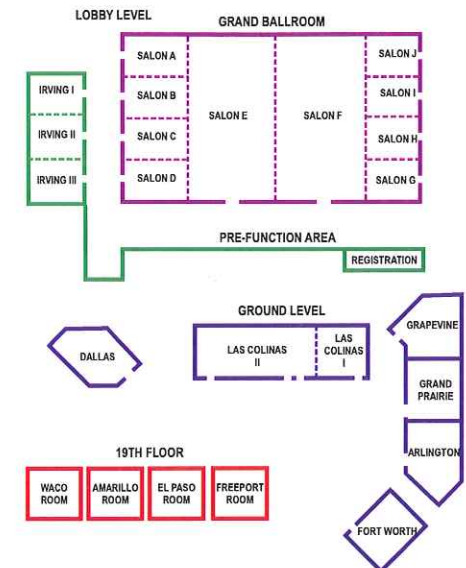 LOBBY LEVEL
GRAND BALLROOM
SALON A
SALON B
SALON C
SALON D
SALON E
SALON F
SALON J
SALON I
SALON H
SALON G
IRVING I
IRVING II
IRVING III
PRE-FUNCTION AREA
REGISTRATION
GROUND LEVEL
DALLAS
LAS COLINAS
II
LAS
COLINAS
I
GRAPEVINE
GRAND
PRAIRIE
ARLINGTON
FORT WORTH
19TH FLOOR
WACO
ROOM
AMARILLO
ROOM
EL PASO
ROOM
FREEPORT
ROOM